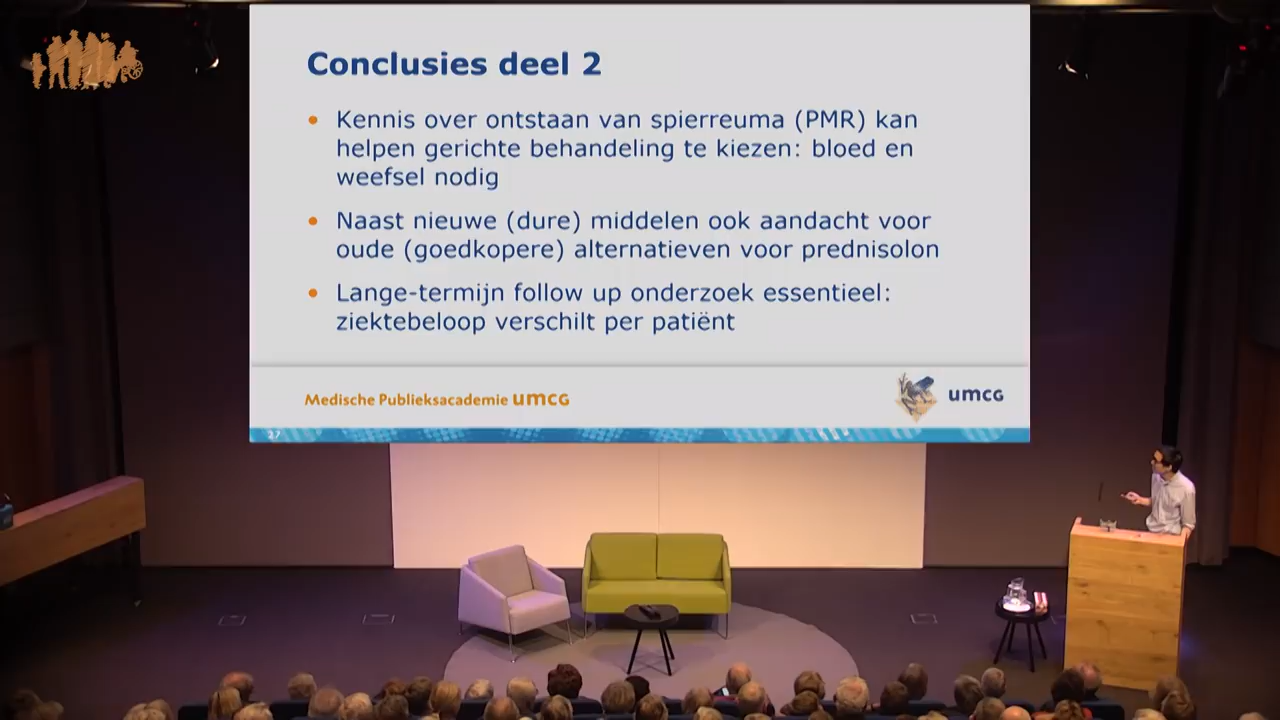 Conclusies deel 2
• Kennis over ontstaan van spierreuma (PMR) kan
helpen gerichte behandeling te kiezen: bloed en
weefsel nodig
• Naast nieuwe (dure) middelen ook aandacht voor
oude (goedkopere) alternatieven voor prednisolon
• Lange-termijn follow up onderzoek essentieel:
ziektebeloop verschilt per patiënt
Medische Publieksacademie umcg
umcg
27